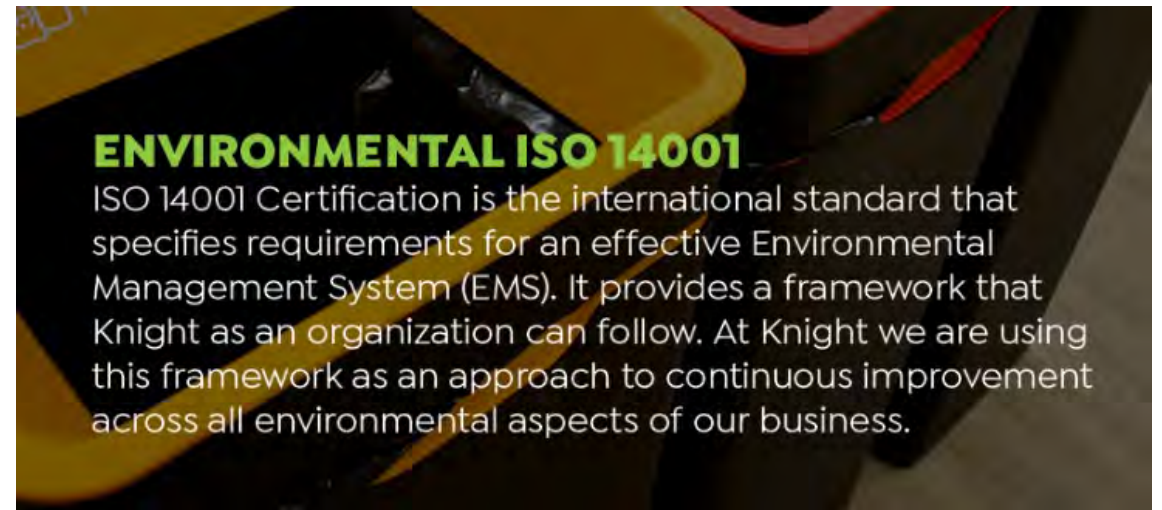 ENVIRONMENTAL ISO 14001
ISO 14001 Certification is the international standard that
specifies requirements for an effective Environmental
Management System (EMS). It provides a framework that
Knight as an organization can follow. At Knight we are using
this framework as an approach to continuous improvement
across all environmental aspects of our business.